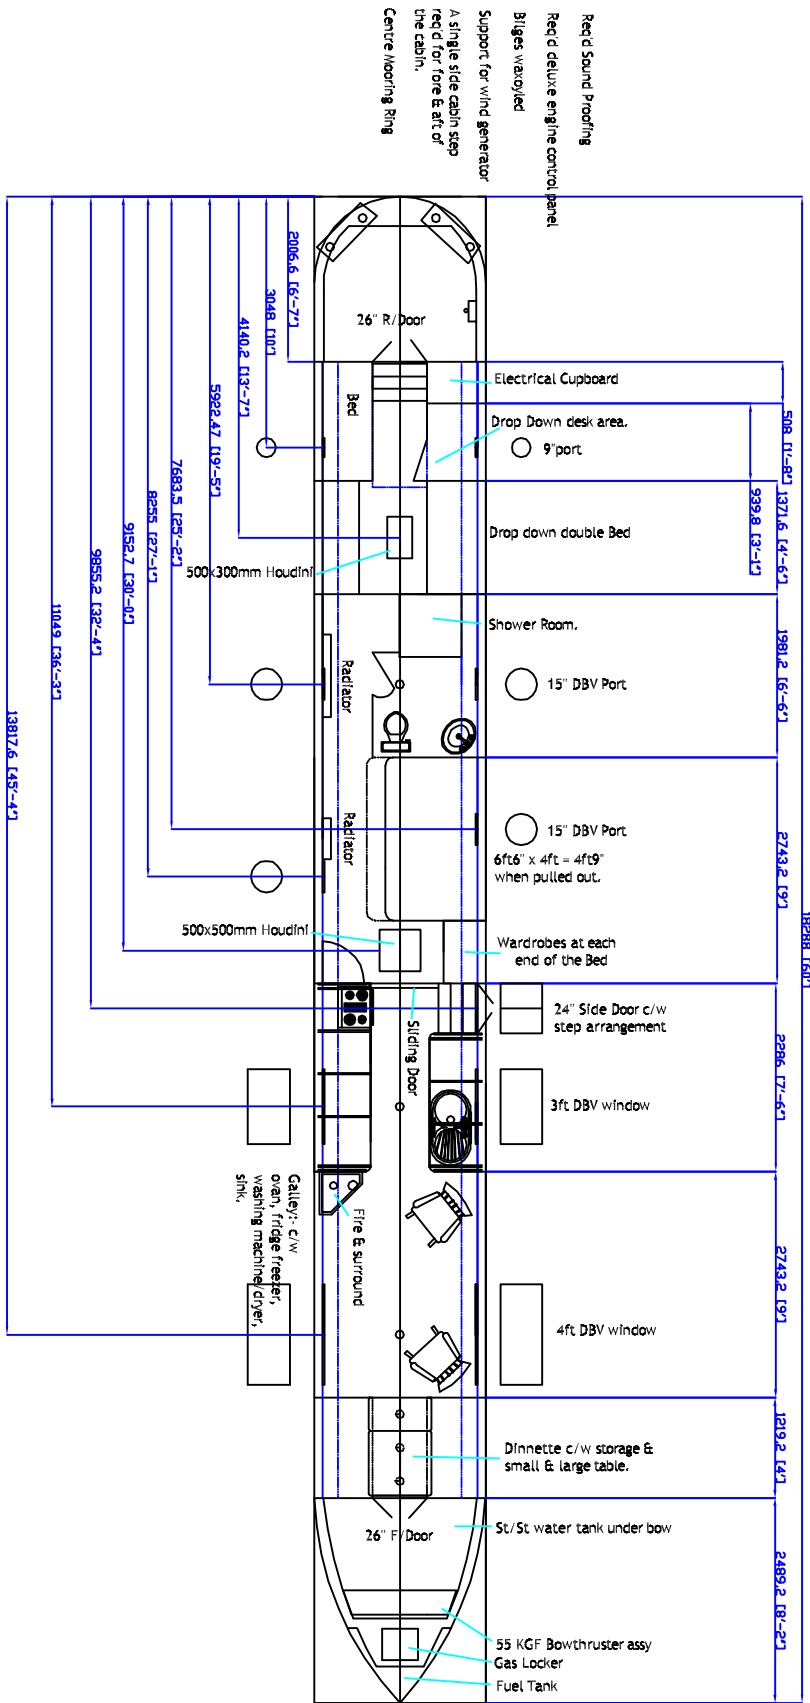 Req'd Sound Proofing
Req'd deluxe engine control panel
Bilges waxoyled
Support for wind generator
A single side cabin step
req'd for fore & aft of
the cabin.
Centre Mooring Ring
2006,6 [6'-7"]
3048 [10']
4140,2 [13'-7"]
5922,47 [19'-5"]
7683,5 [25'-2"]
8255 [27'-1"]
9152,7 [30'-0"]
9855,2 [32'-4"]
11049 [36'-3"]
13817,6 [45'-4"]
26" R/Door
Electrical Cupboard
Bed
Drop Down desk area.
9"port
508 [1'-8"]
939,8 [3'-1"]
1371,6 [4'-6"]
Drop down double Bed
500x300mm Houdini
Shower Room.
1981,2 [6'-6"]
Radiator
15" DBV Port
Radiator
15" DBV Port
6ft6" x 4ft = 4ft9"
when pulled out.
2743,2 [9']
18288 [60']
500x500mm Houdini
Wardrobes at each
end of the Bed
Sliding Door
24" Side Door c/w
step arrangement
2286 [7'-6"]
3ft DBV window
Galley:- c/w
oven, fridge freezer,
washing machine/dryer,
sink.
Fire & surround
2743,2 [9']
4ft DBV window
1219,2 [4']
Dinnette c/w storage &
small & large table.
26" F/Door
St/St water tank under bow
2489,2 [8'-2"]
55 KGF Bowthruster assy
Gas Locker
Fuel Tank